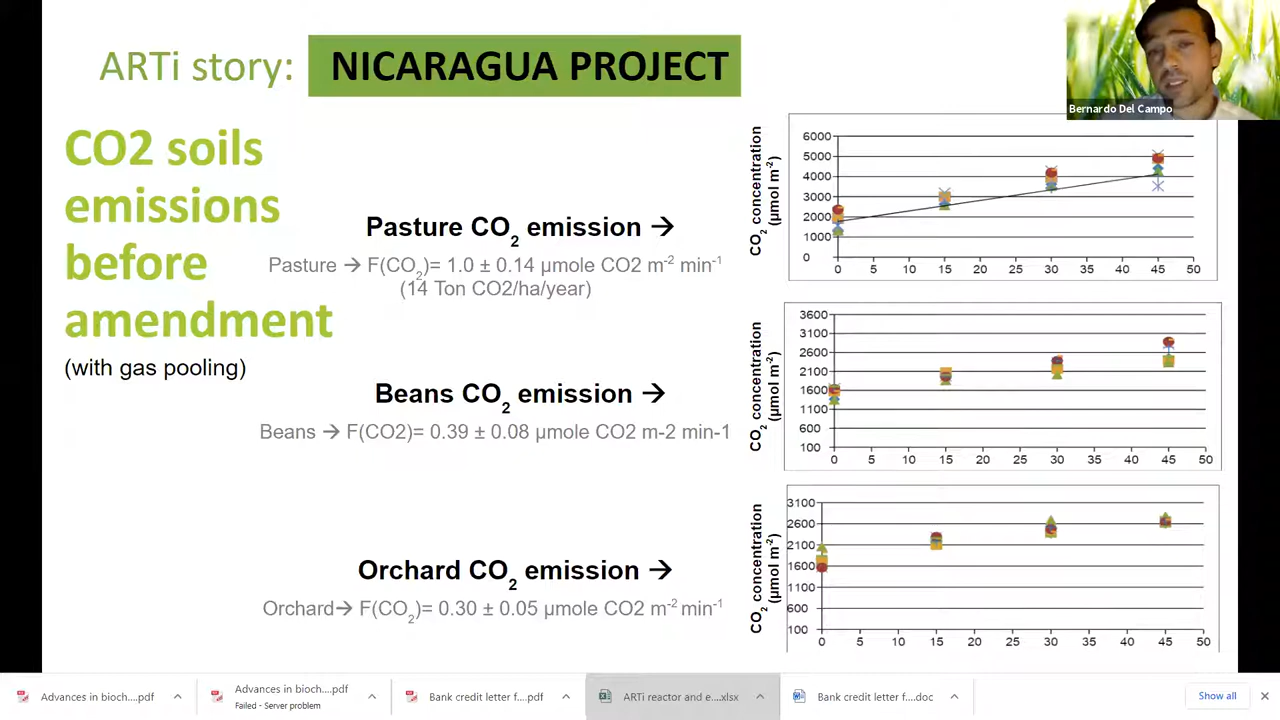 ARTi story: NICARAGUA PROJECT
Bernardo Del Campo
CO2 soils
emissions
before
amendment
(with gas pooling)
Pasture CO2 emission →
Pasture → F(CO2)= 1.0 ± 0.14 µmole CO2 m-2 min-1
(14 Ton CO2/ha/year)
CO2 concentration
(µmol m-2)
6000
5000
4000
3000
2000
1000
0
0 5 10 15 20 25 30 35 40 45 50
Beans CO2 emission →
Beans → F(CO2)= 0.39 ± 0.08 µmole CO2 m-2 min-1
CO2 concentration
(µmol m-2)
3600
3100
2600
2100
1600
1100
600
100
0 5 10 15 20 25 30 35 40 45 50
Orchard CO2 emission →
Orchard→ F(CO2)= 0.30 ± 0.05 µmole CO2 m-2 min-1
CO2 concentration
(µmol m-2)
3100
2600
2100
1600
1100
600
100
0 5 10 15 20 25 30 35 40 45 50
Advances in bioch....pdf
Advances in bioch....pdf
Failed - Server problem
Bank credit letter f....pdf
ARTi reactor and e....xlsx
Bank credit letter f....doc
Show all